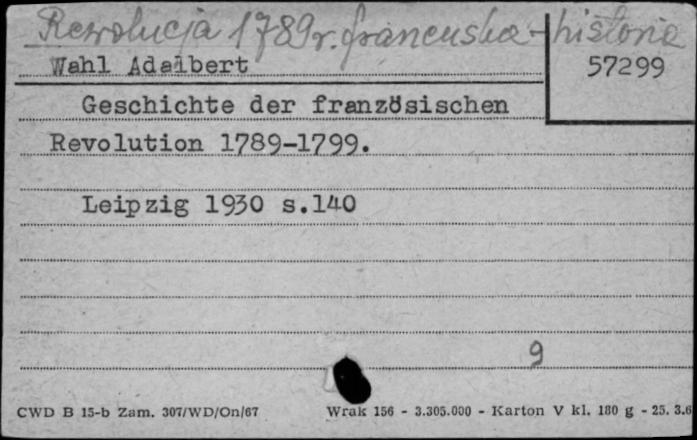 Rewolucja 1789r. francuska - historia
Wahl Adalbert
57299
Geschichte der französischen
Revolution 1789-1799.
Leipzig 1930 s.140
9
CWD B 15-b Zam. 307/WD/On/67 Wrak 156 - 3.305.000 - Karton V kl. 180 g - 25. 3.6